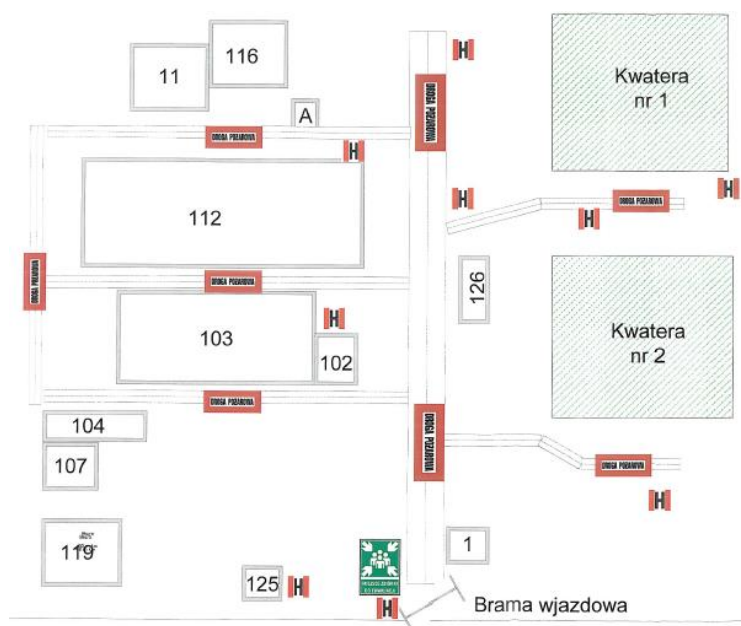 116
11
Kwatera
nr 1
A
DROGA POŻAROWA
DROGA POŻAROWA
DROGA POŻAROWA
H
H
H
H
H
112
DROGA POŻAROWA
DROGA POŻAROWA
126
103
H
102
Kwatera
nr 2
DROGA POŻAROWA
DROGA POŻAROWA
104
107
DROGA POŻAROWA
H
119
1
125
H
H
Brama wjazdowa